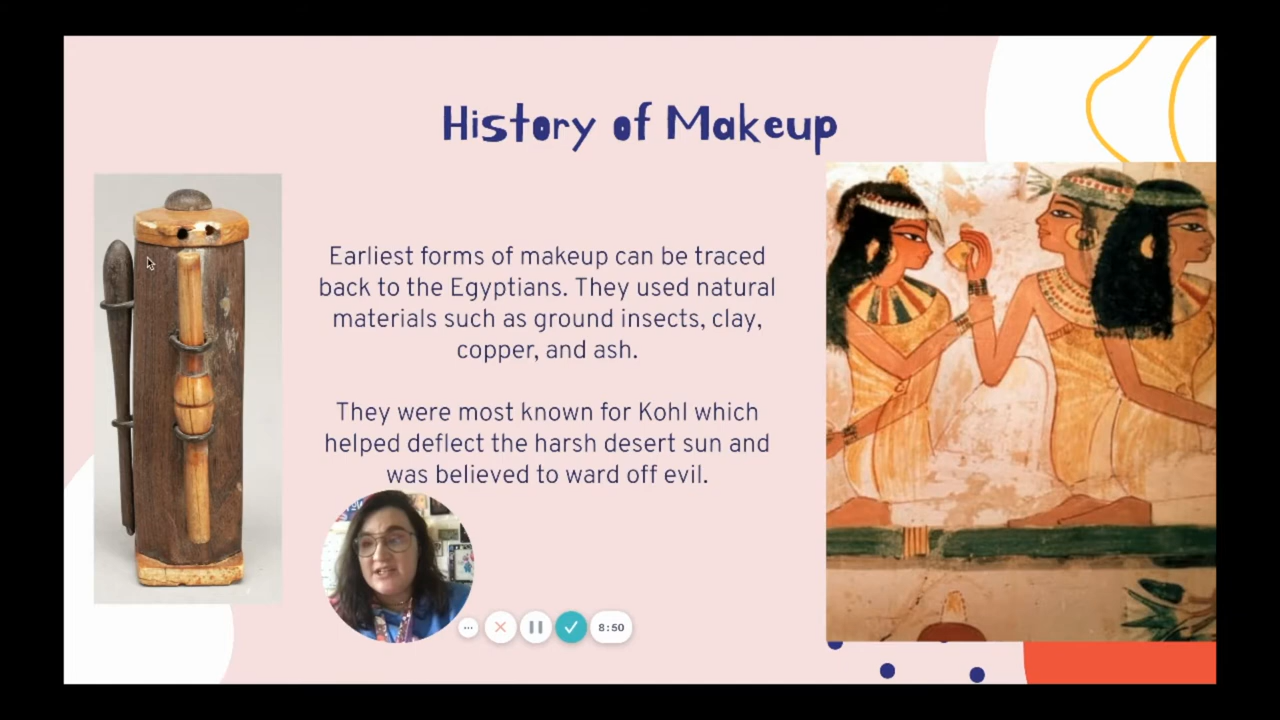 History of Makeup
Earliest forms of makeup can be traced
back to the Egyptians. They used natural
materials such as ground insects, clay,
copper, and ash.
They were most known for Kohl which
helped deflect the harsh desert sun and
was believed to ward off evil.
8:50